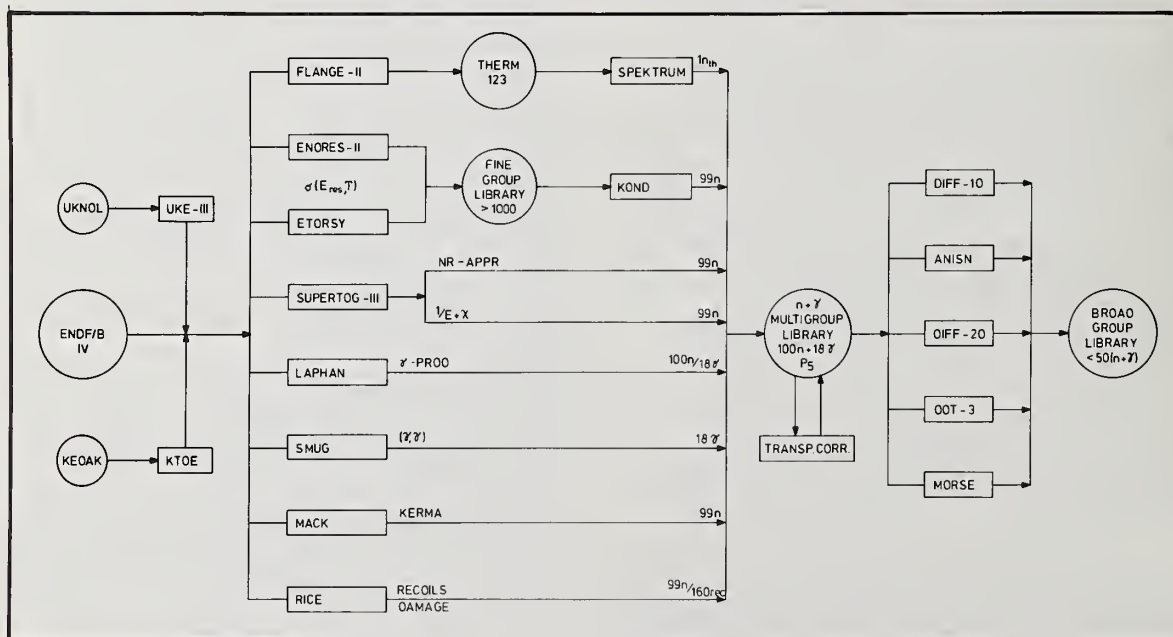 FLANGE-II
THERM
123
SPEKTRUM
1n_th
ENORES-II
σ(E_res,T)
ETORSY
FINE
GROUP
LIBRARY
> 1000
KOND
99n
UKNOL
UKE-III
ENDF/B
IV
KEOAK
KTOE
SUPERTOG-III
NR-APPR
99n
1/E+χ
99n
LAPHAN
γ-PROO
100n/18γ
SMUG
(γ,γ)
18γ
MACK
KERMA
99n
RICE
RECOILS
OAMAGE
99n/160rec
n+γ
MULTIGROUP
LIBRARY
100n+18γ
P5
TRANSP.CORR.
DIFF-10
ANISN
OIFF-20
OOT-3
MORSE
BROAO
GROUP
LIBRARY
<50(n+γ)